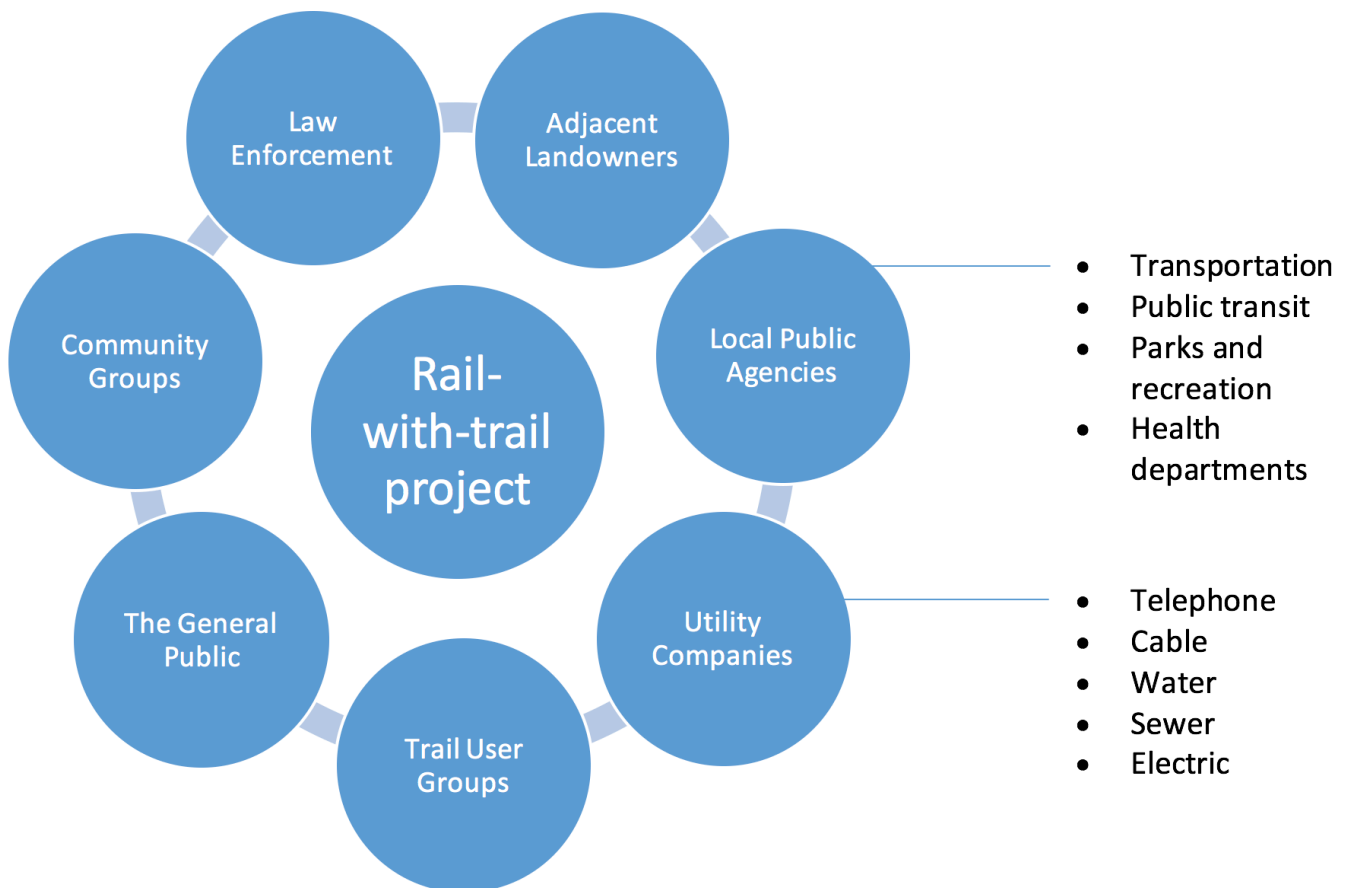 Law
Enforcement
Adjacent
Landowners
Community
Groups
Rail-
with-trail
project
Local Public
Agencies
• Transportation
• Public transit
• Parks and
recreation
• Health
departments
The General
Public
Utility
Companies
• Telephone
• Cable
• Water
• Sewer
• Electric
Trail User
Groups